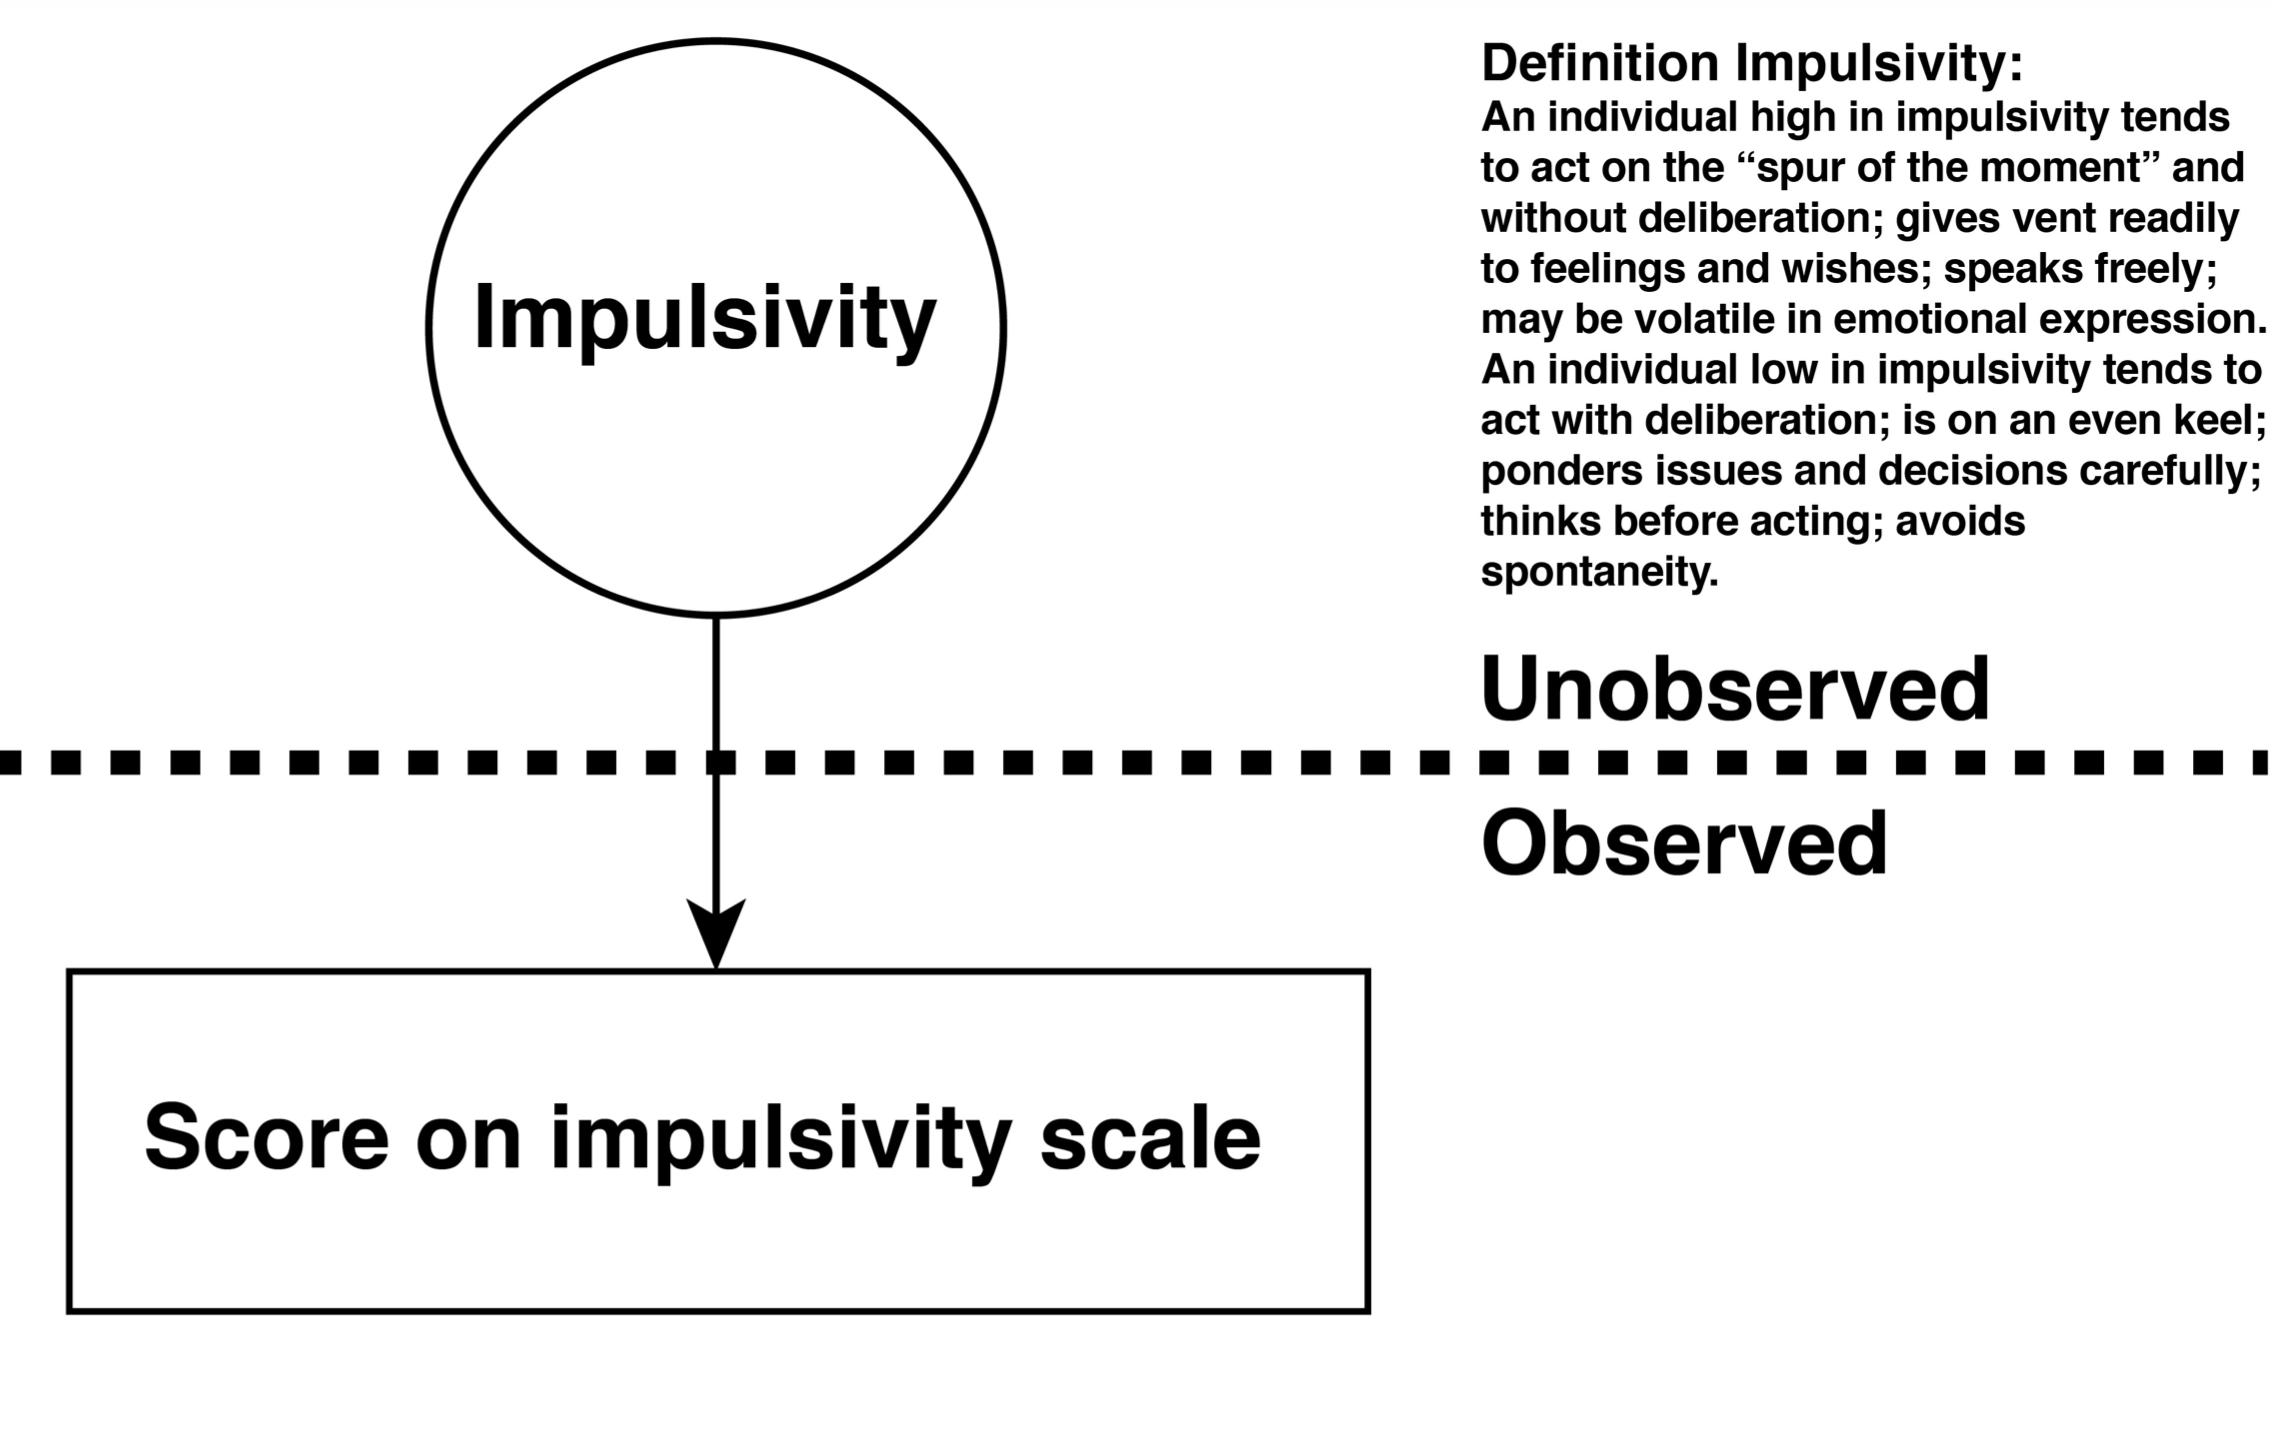 Impulsivity
Definition Impulsivity:
An individual high in impulsivity tends
to act on the “spur of the moment” and
without deliberation; gives vent readily
to feelings and wishes; speaks freely;
may be volatile in emotional expression.
An individual low in impulsivity tends to
act with deliberation; is on an even keel;
ponders issues and decisions carefully;
thinks before acting; avoids
spontaneity.
Unobserved
Observed
Score on impulsivity scale